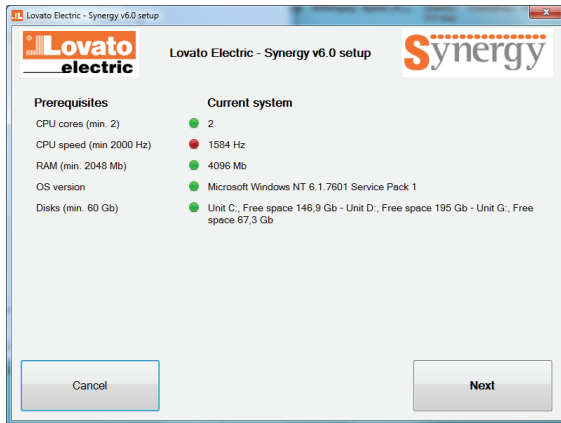 Lovato Electric - Synergy v6.0 setup
Lovato
electric
Lovato Electric - Synergy v6.0 setup
Synergy
Prerequisites
Current system
CPU cores (min. 2)
2
CPU speed (min 2000 Hz)
1584 Hz
RAM (min. 2048 Mb)
4096 Mb
OS version
Microsoft Windows NT 6.1.7601 Service Pack 1
Disks (min. 60 Gb)
Unit C:, Free space 146,9 Gb - Unit D:, Free space 195 Gb - Unit G:, Free
space 67,3 Gb
Cancel
Next